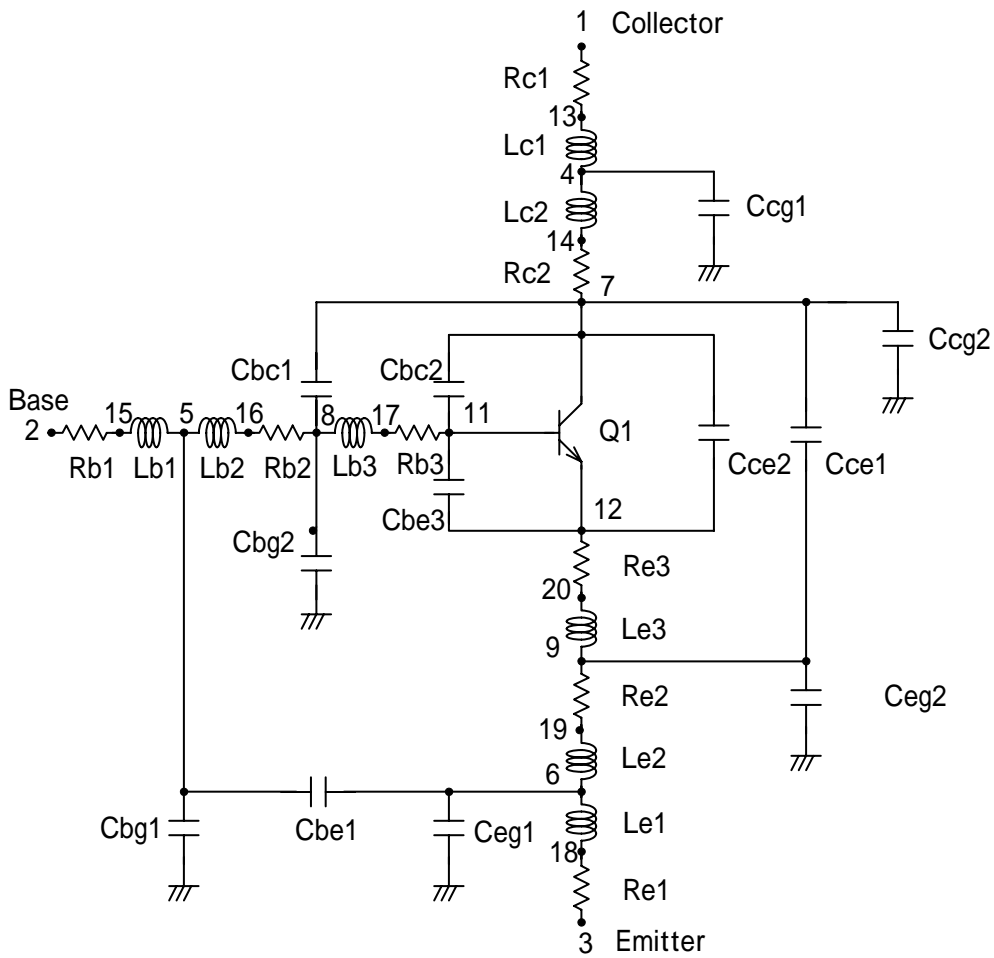 1 Collector
Rc1
13
Lc1
4
Ccg1
Lc2
14
Rc2
7
Ccg2
Cbc1
Cbc2
Base
2
15
5
16
8
17
11
Q1
Rb1
Lb1
Lb2
Rb2
Lb3
Rb3
Cce2
Cce1
Cbe3
12
Cbg2
Re3
20
Le3
9
Re2
Ceg2
19
Le2
6
Cbg1
Cbe1
Ceg1
Le1
18
Re1
3 Emitter